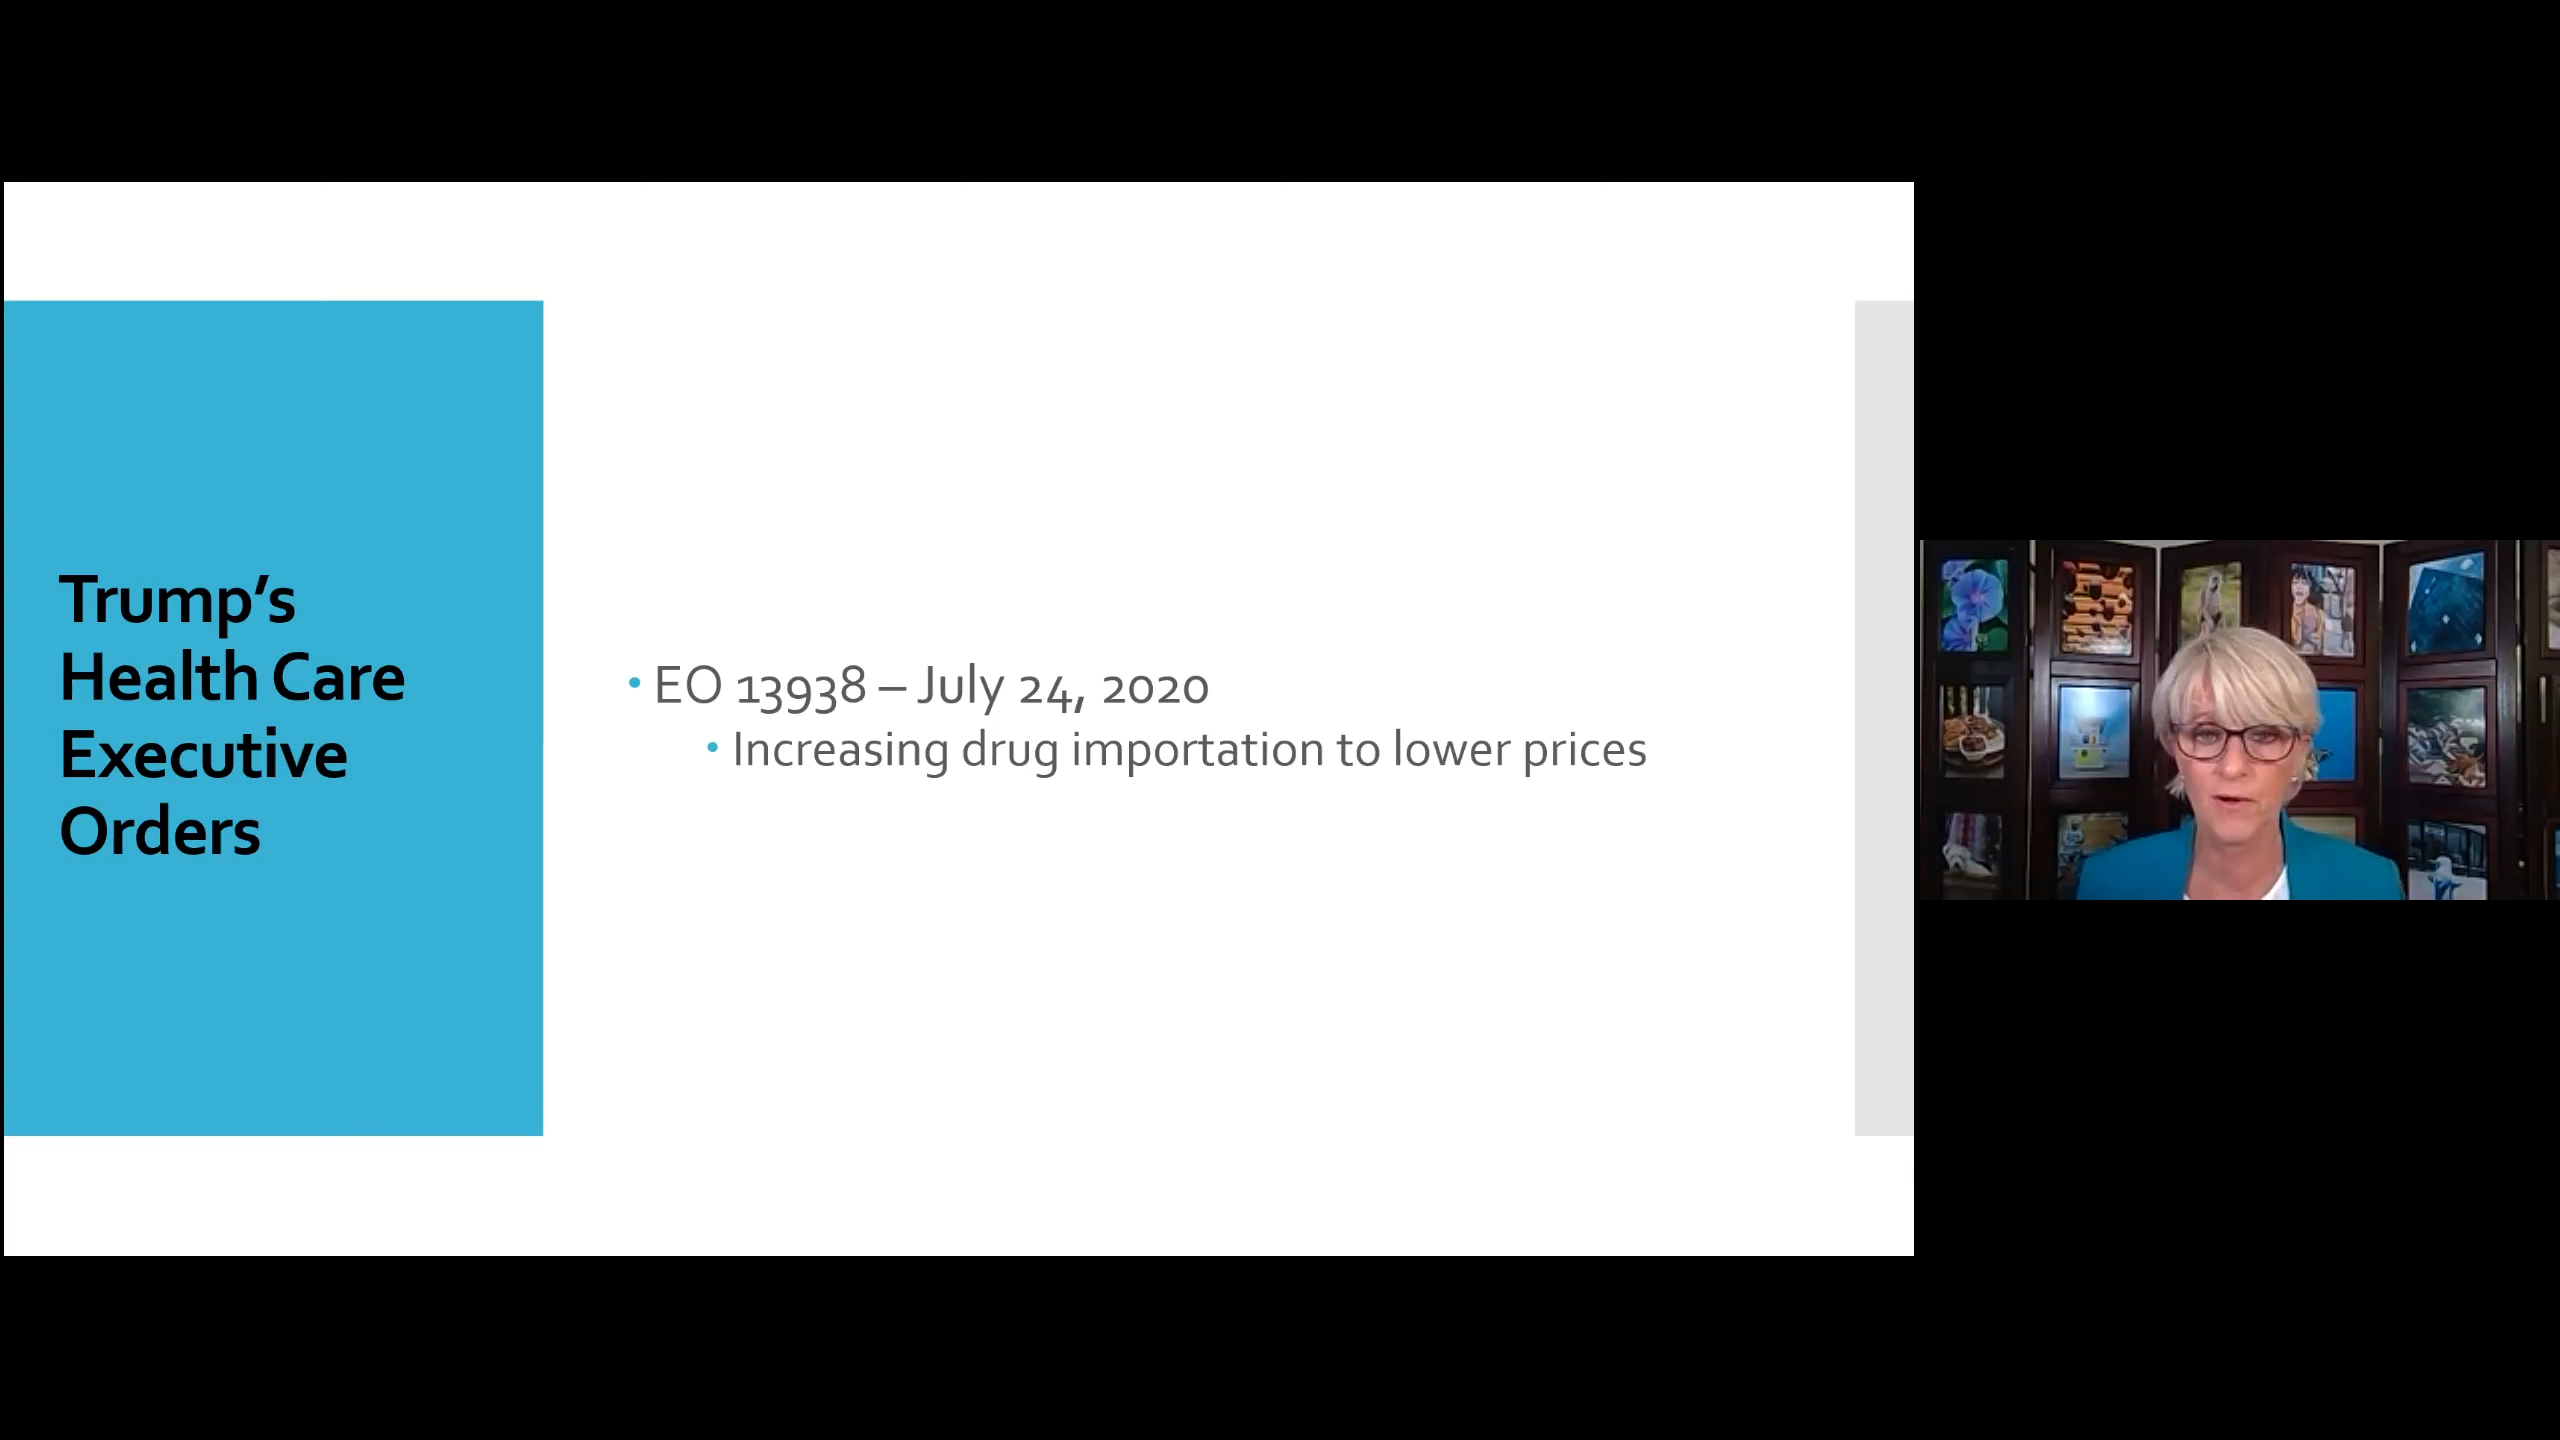 Trump’s
Health Care
Executive
Orders
• EO 13938 – July 24, 2020
• Increasing drug importation to lower prices